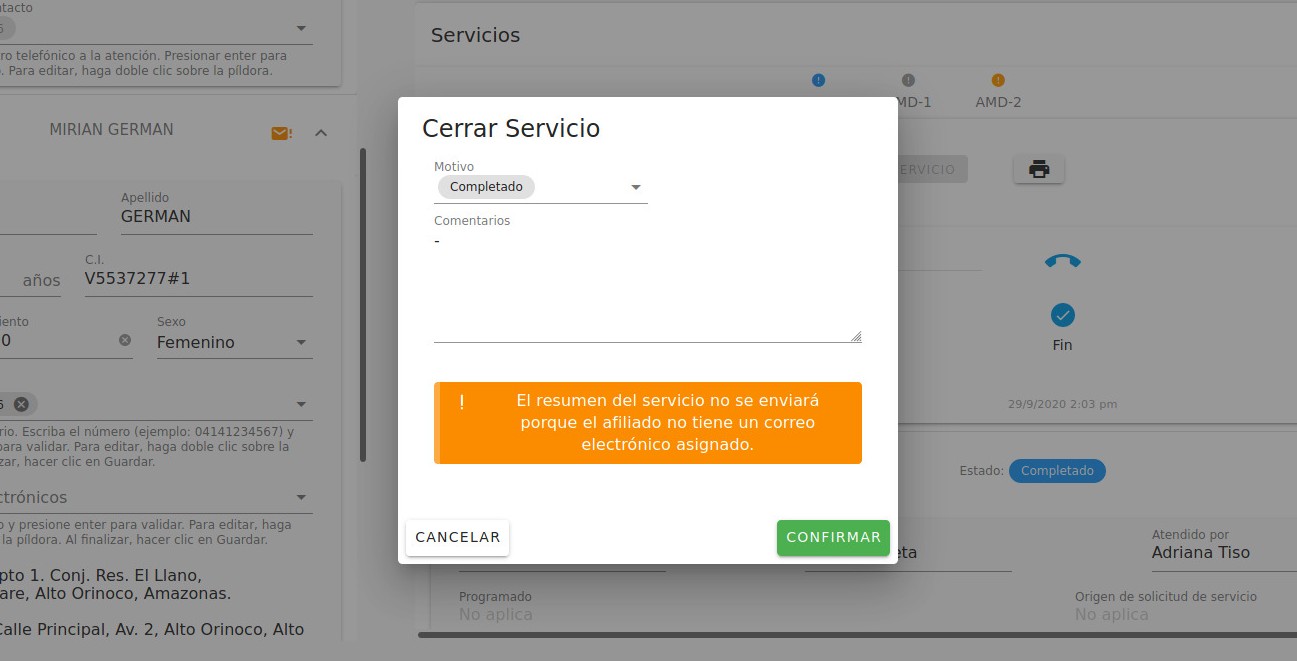 ntacto
ro telefónico a la atención. Presionar enter para
. Para editar, haga doble clic sobre la píldora.
MIRIAN GERMAN
Apellido
GERMAN
años
C.I.
V5537277#1
iento
0
Sexo
Femenino
rio. Escriba el número (ejemplo: 04141234567) y
para validar. Para editar, haga doble clic sobre la
zar, hacer clic en Guardar.
ctrónicos
o y presione enter para validar. Para editar, haga
la píldora. Al finalizar, hacer clic en Guardar.
pto 1. Conj. Res. El Llano,
are, Alto Orinoco, Amazonas.
Calle Principal, Av. 2, Alto Orinoco, Alto
Servicios
MD-1
AMD-2
ERVICIO
Fin
29/9/2020 2:03 pm
Estado: Completado
Cerrar Servicio
Motivo
Completado
Comentarios
-
! El resumen del servicio no se enviará
porque el afiliado no tiene un correo
electrónico asignado.
CANCELAR
CONFIRMAR
eta
Atendido por
Adriana Tiso
Programado
No aplica
Origen de solicitud de servicio
No aplica